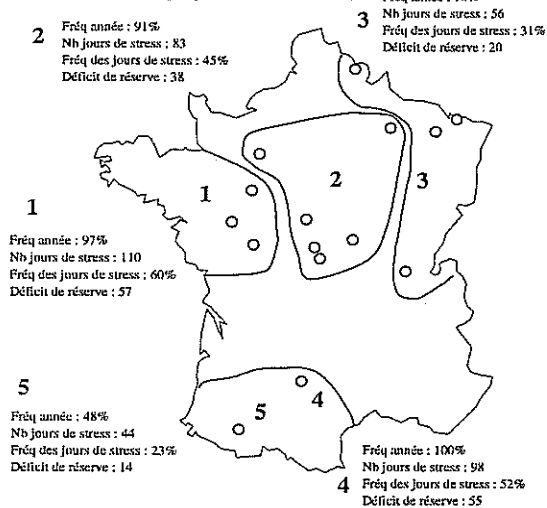 2
Fréq année : 91%
Nb jours de stress : 83
Fréq des jours de stress : 45%
Déficit de réserve : 38
3
Nb jours de stress : 56
Fréq des jours de stress : 31%
Déficit de réserve : 20
1
2
3
1
Fréq année : 97%
Nb jours de stress : 110
Fréq des jours de stress : 60%
Déficit de réserve : 57
5
Fréq année : 48%
Nb jours de stress : 44
Fréq des jours de stress : 23%
Déficit de réserve : 14
5
4
4
Fréq année : 100%
Nb jours de stress : 98
Fréq des jours de stress : 52%
Déficit de réserve : 55